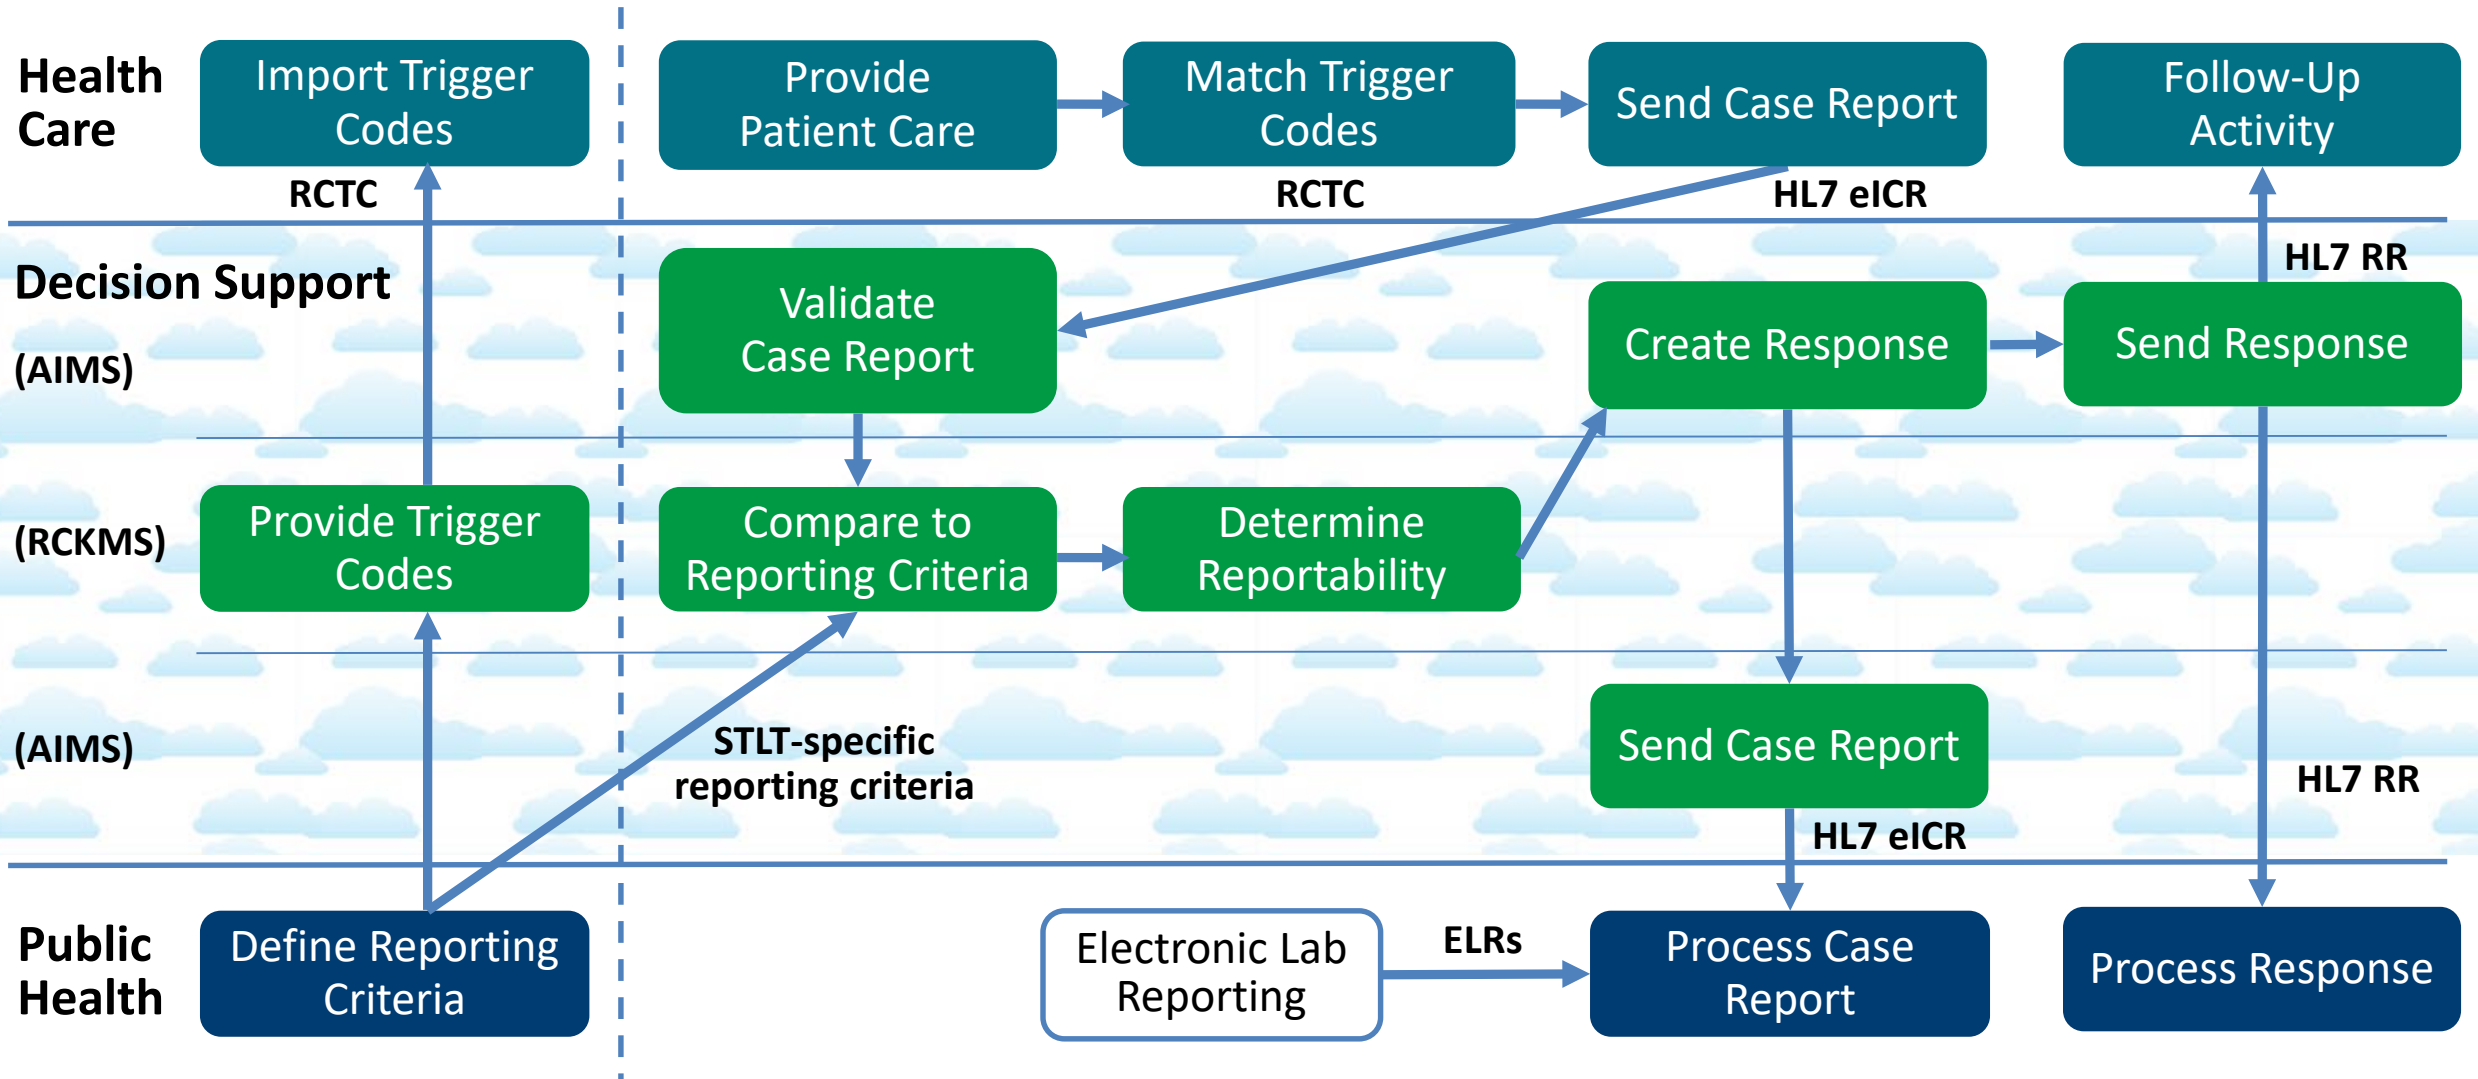 Health
Care
Import Trigger
Codes
Provide
Patient Care
Match Trigger
Codes
Send Case Report
Follow-Up
Activity
RCTC
RCTC
HL7 eICR
Decision Support
(AIMS)
Validate
Case Report
Create Response
HL7 RR
Send Response
(RCKMS)
Provide Trigger
Codes
Compare to
Reporting Criteria
Determine
Reportability
(AIMS)
STLT-specific
reporting criteria
Send Case Report
HL7 RR
HL7 eICR
Public
Health
Define Reporting
Criteria
Electronic Lab
Reporting
ELRs
Process Case
Report
Process Response